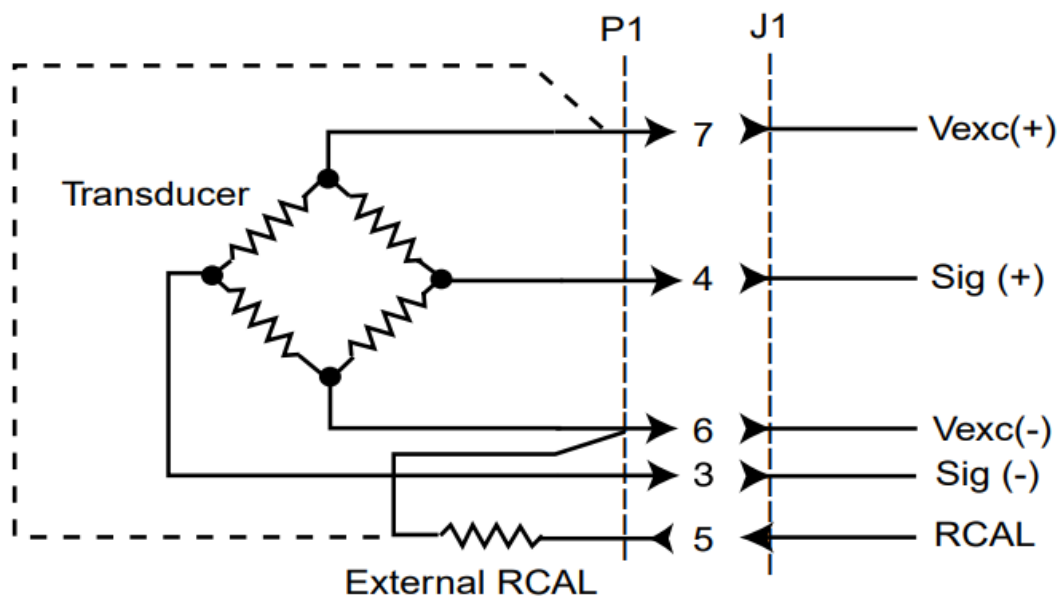 P1 J1
7 Vexc(+)
Transducer
4 Sig (+)
6 Vexc(-)
3 Sig (-)
5 RCAL
External RCAL